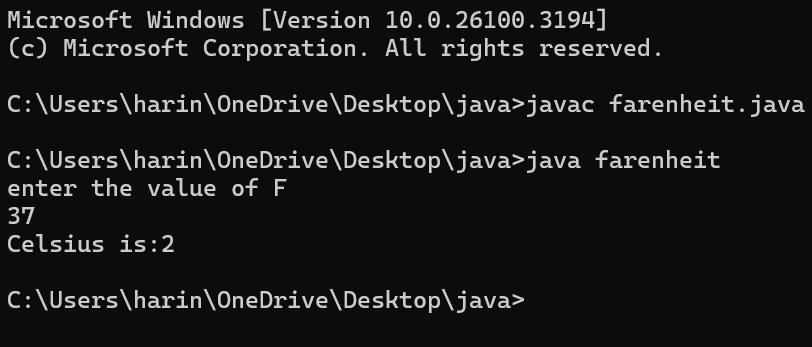 Microsoft Windows [Version 10.0.26100.3194]
(c) Microsoft Corporation. All rights reserved.
C:\Users\harin\OneDrive\Desktop\java>javac farenheit.java
C:\Users\harin\OneDrive\Desktop\java>java farenheit
enter the value of F
37
Celsius is:2
C:\Users\harin\OneDrive\Desktop\java>